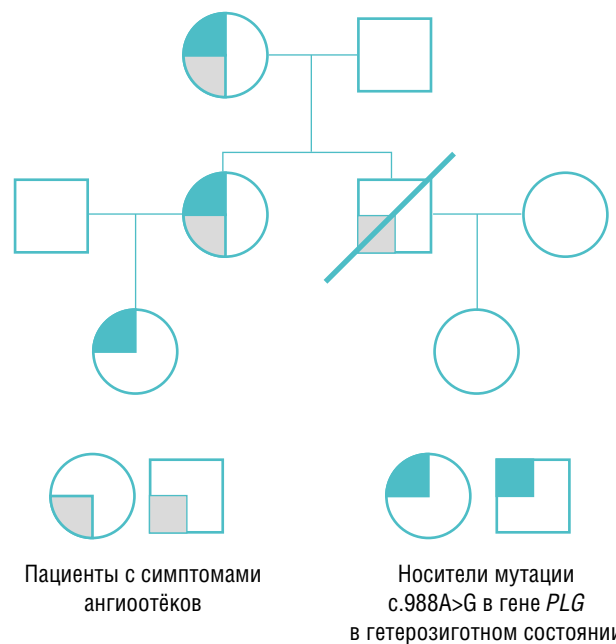 Пациенты с симптомами
ангиоотёков
Носители мутации
c.988A>G в гене PLG
в гетерозиготном состоянии